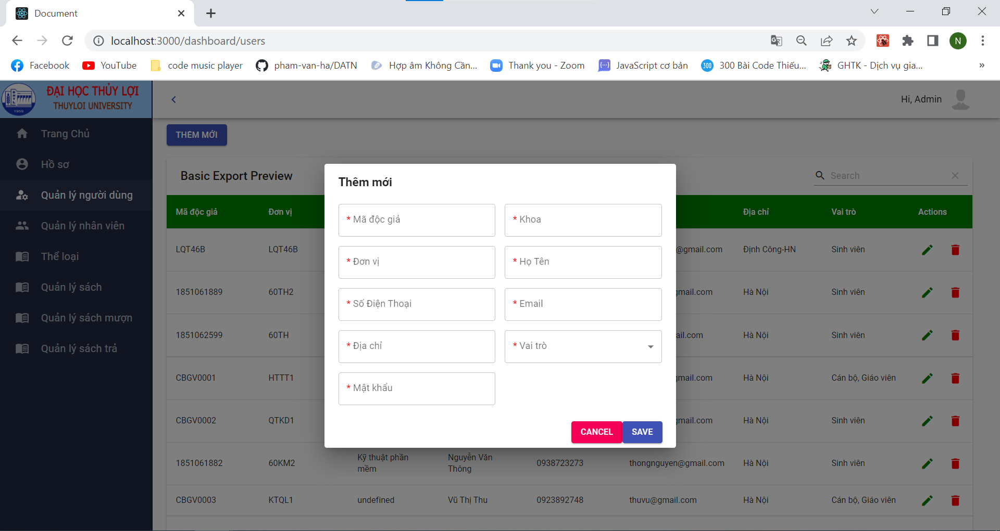 Document
localhost:3000/dashboard/users
N
Facebook
YouTube
code music player
pham-van-ha/DATN
Hợp âm Không Cần...
Thank you - Zoom
JavaScript cơ bản
300
300 Bài Code Thiếu...
GHTK - Dịch vụ gia...
»
ĐẠI HỌC THỦY LỢI
THUYLOI UNIVERSITY
1959
Hi, Admin
Trang Chủ
Hồ sơ
Quản lý người dùng
Quản lý nhân viên
Thể loại
Quản lý sách
Quản lý sách mượn
Quản lý sách trả
THÊM MỚI
Basic Export Preview
Search
Mã độc giả Đơn vị Địa chỉ Vai trò Actions
LQT46B LQT46B @gmail.com Định Công-HN Sinh viên
1851061889 60TH2 gmail.com Hà Nội Sinh viên
1851062599 60TH ail.com Hà Nội Sinh viên
CBGV0001 HTTT1 gmail.com Hà Nội Cán bộ, Giáo viên
CBGV0002 QTKD1 gmail.com Hà Nội Sinh viên
1851061882 60KM2 Kỹ thuật phần mềm Nguyễn Văn Thông 0938723273 thongnguyen@gmail.com Hà Nội Sinh viên
CBGV0003 KTQL1 undefined Vũ Thị Thu 0923892748 thuvu@gmail.com Hà Nội Cán bộ, Giáo viên
Thêm mới
* Mã độc giả
* Khoa
* Đơn vị
* Họ Tên
* Số Điện Thoại
* Email
* Địa chỉ
* Vai trò
* Mật khẩu
CANCEL
SAVE